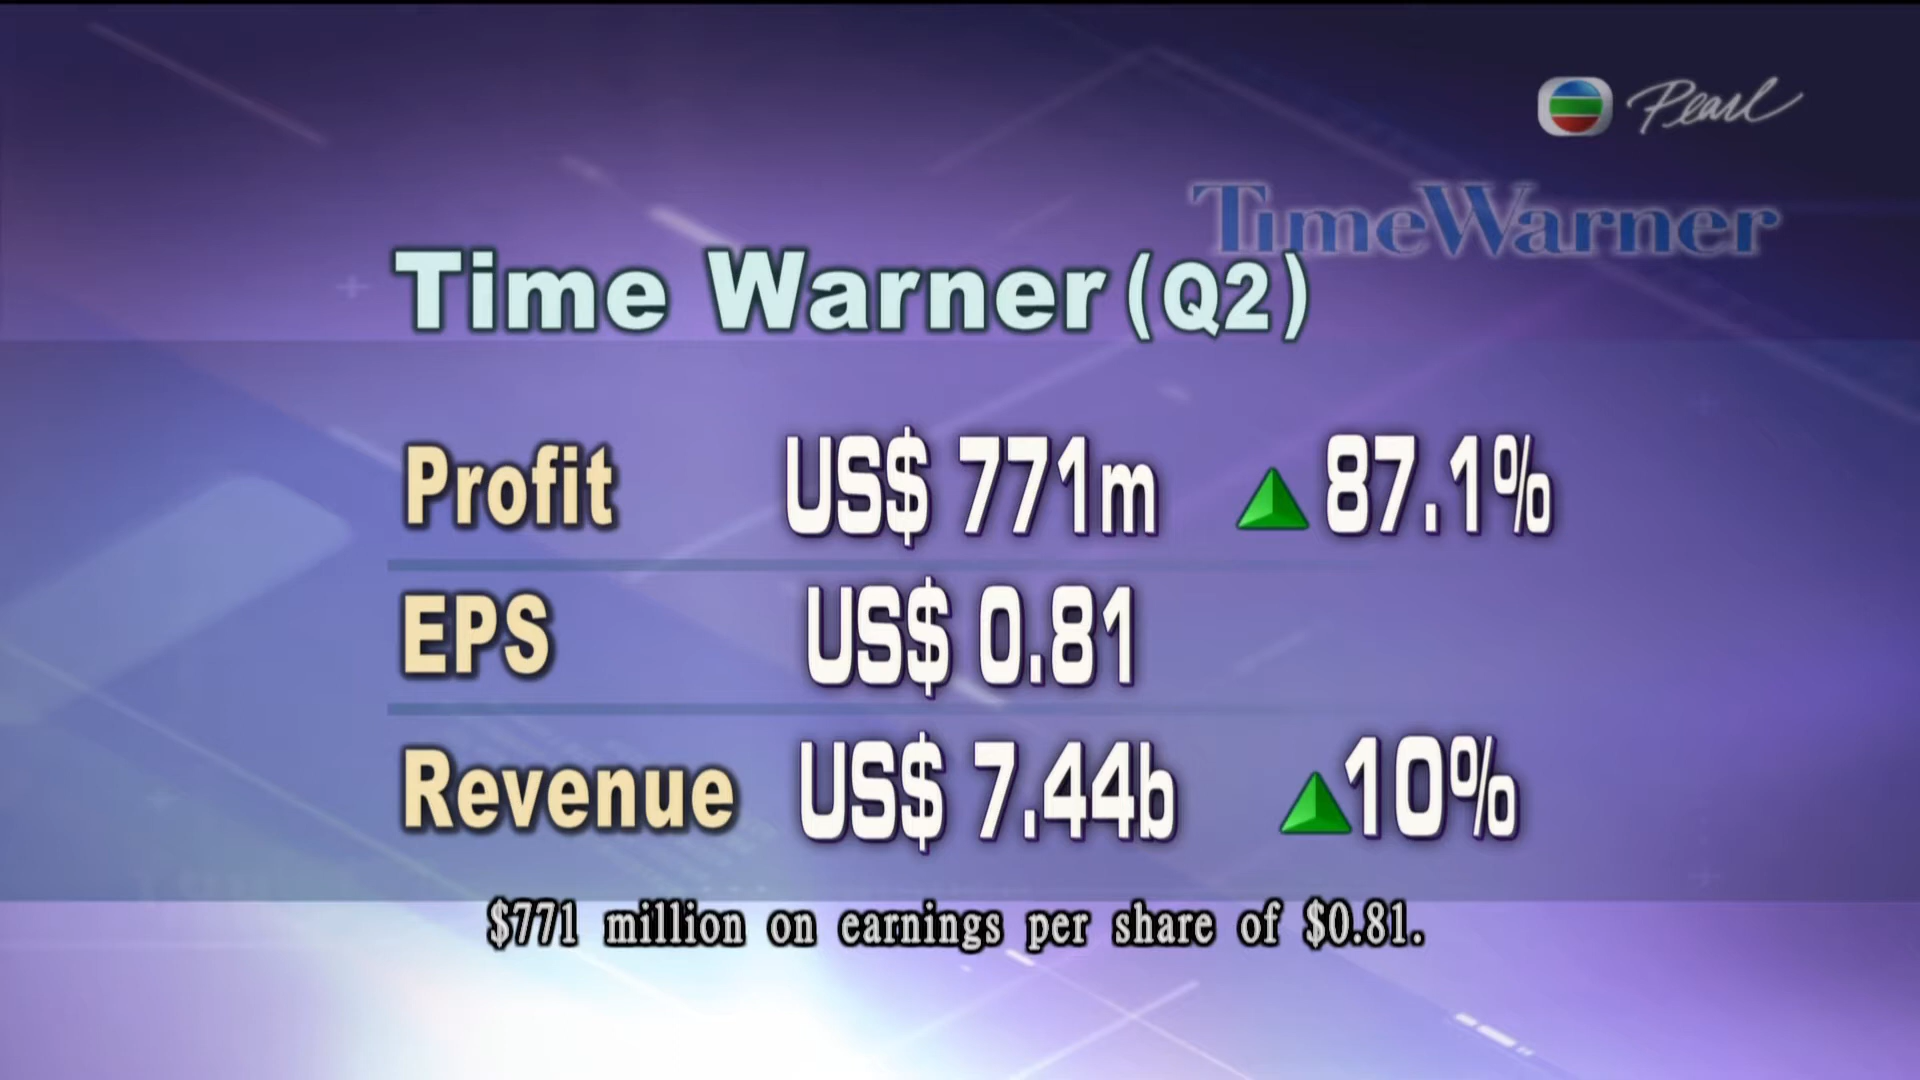 Pearl
TimeWarner
Time Warner (Q2)
Profit US$ 771m ▲ 87.1%
EPS US$ 0.81
Revenue US$ 7.44b ▲10%
$771 million on earnings per share of $0.81.